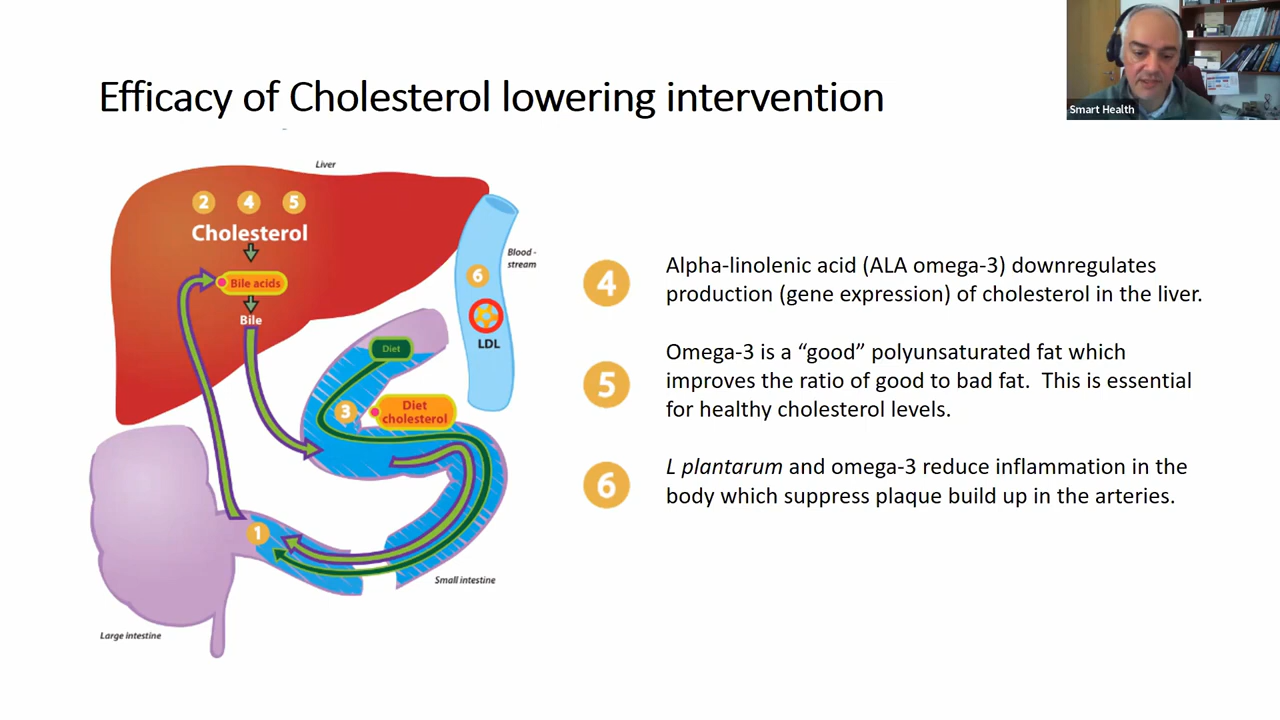 Efficacy of Cholesterol lowering intervention
Smart Health
Liver
2 4 5
Cholesterol
Bile acids
Bile
Blood-
stream
6
LDL
Diet
3
Diet
cholesterol
1
Small intestine
Large intestine
4
Alpha-linolenic acid (ALA omega-3) downregulates
production (gene expression) of cholesterol in the liver.
5
Omega-3 is a “good” polyunsaturated fat which
improves the ratio of good to bad fat. This is essential
for healthy cholesterol levels.
6
L plantarum and omega-3 reduce inflammation in the
body which suppress plaque build up in the arteries.